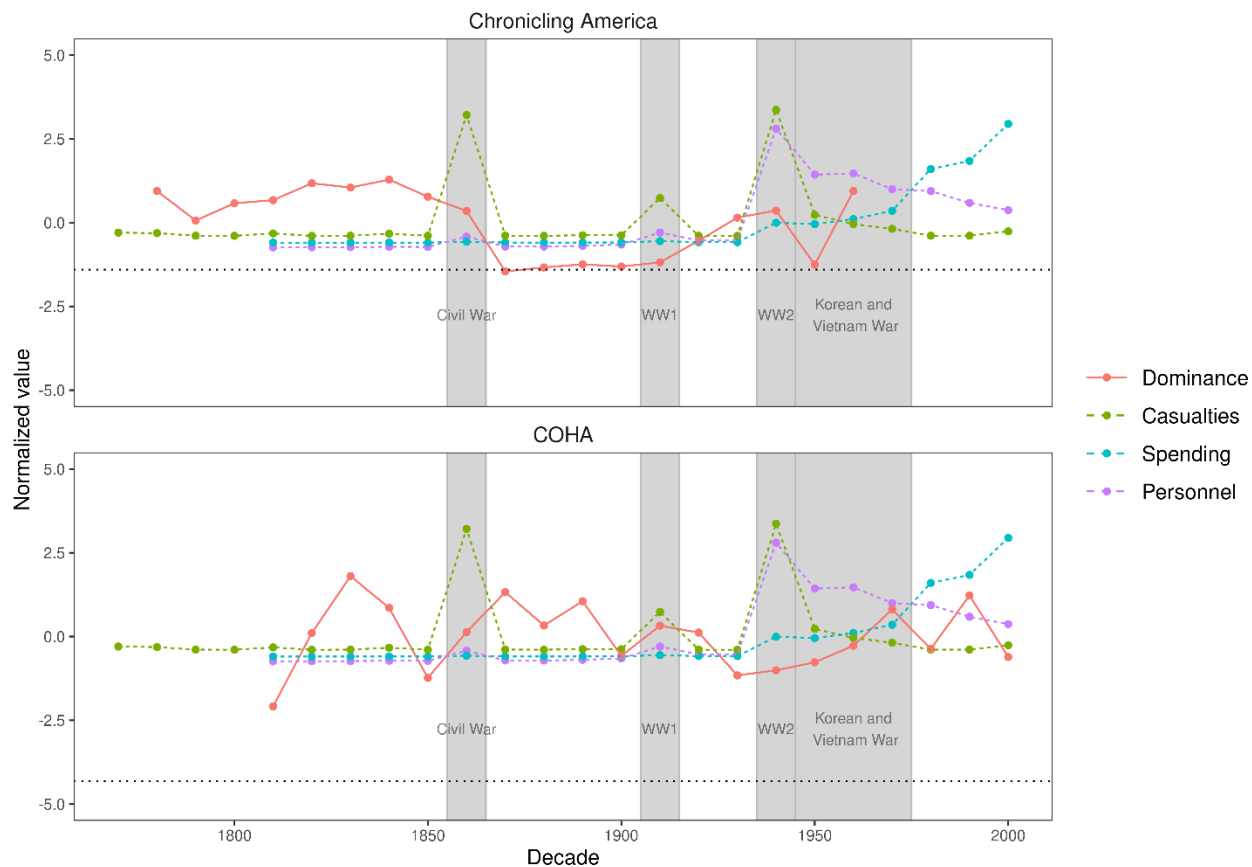 Chronicling America
5.0
2.5
0.0
-2.5
-5.0
Civil War
WW1
WW2
Korean and
Vietnam War
Normalized value
COHA
5.0
2.5
0.0
-2.5
-5.0
Civil War
WW1
WW2
Korean and
Vietnam War
1800
1850
1900
1950
2000
Decade
Dominance
Casualties
Spending
Personnel